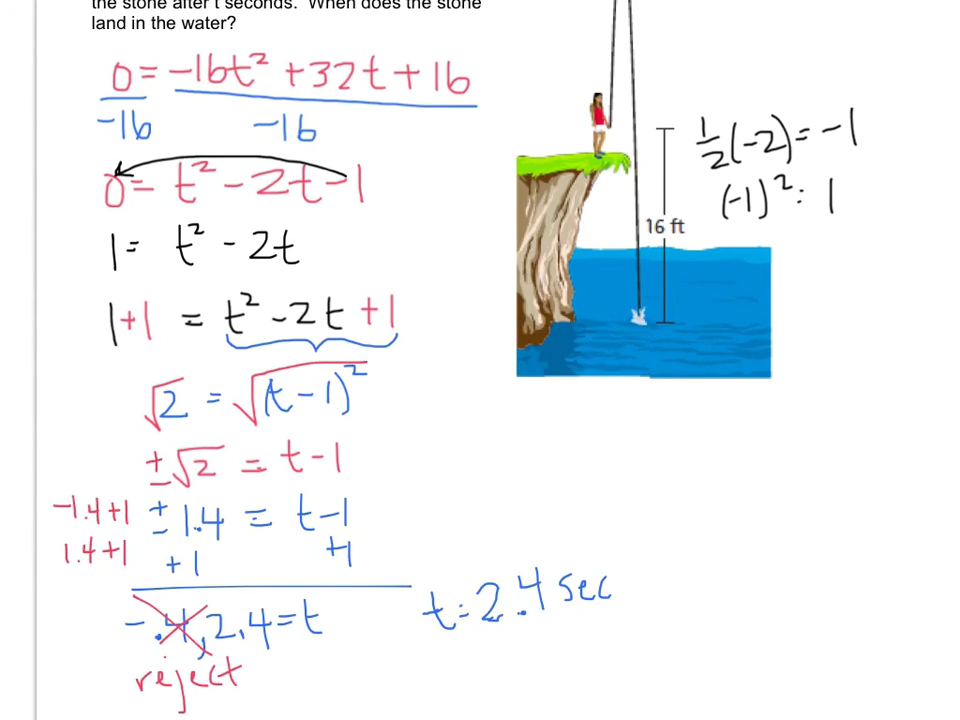 the stone after t seconds. When does the stone
land in the water?
0 = -16t² + 32t + 16
-16 -16
0 = t² - 2t - 1
1 = t² - 2t
1 + 1 = t² - 2t + 1
√2 = √(t - 1)²
±√2 = t - 1
-1.4 + 1 ± 1.4 = t - 1
1.4 + 1 + 1 + 1
-.4, 2.4 = t
reject
t = 2.4 sec
½(-2) = -1
(-1)² : 1
16 ft